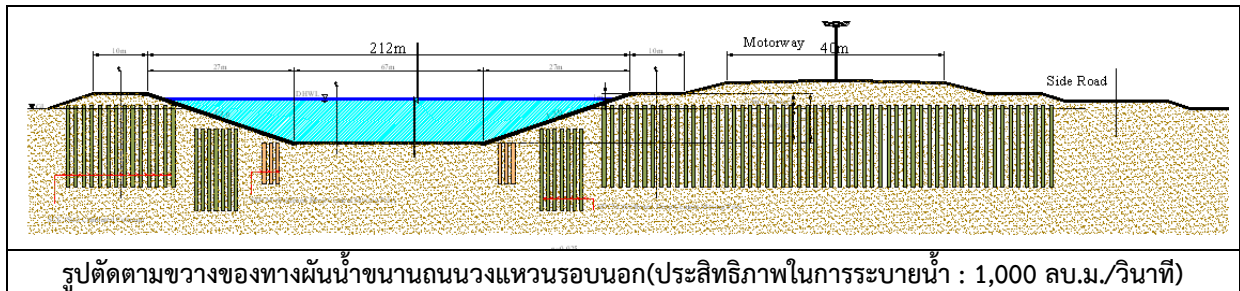 10m
212m
10m
Motorway
40m
27m
67m
27m
Side Road
DHWL
รูปตัดตามขวางของทางผันน้ำขนานถนนวงแหวนรอบนอก(ประสิทธิภาพในการระบายน้ำ : 1,000 ลบ.ม./วินาที)